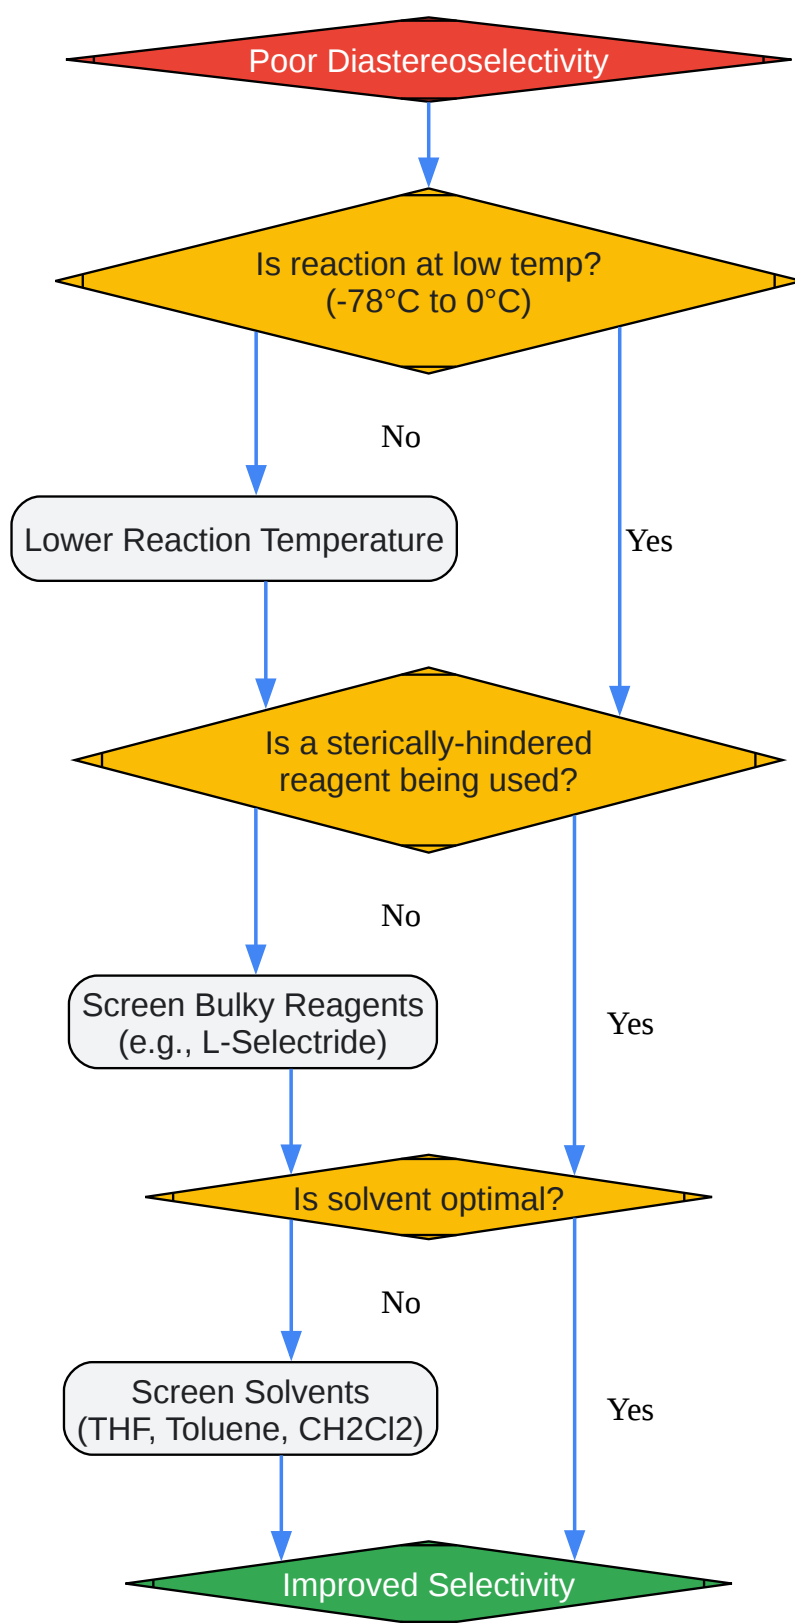 Poor Diastereoselectivity
Is reaction at low temp?
(-78°C to 0°C)
No
Lower Reaction Temperature
Yes
Is a sterically-hindered
reagent being used?
No
Screen Bulky Reagents
(e.g., L-Selectride)
Yes
Is solvent optimal?
No
Screen Solvents
(THF, Toluene, CH2Cl2)
Yes
Improved Selectivity